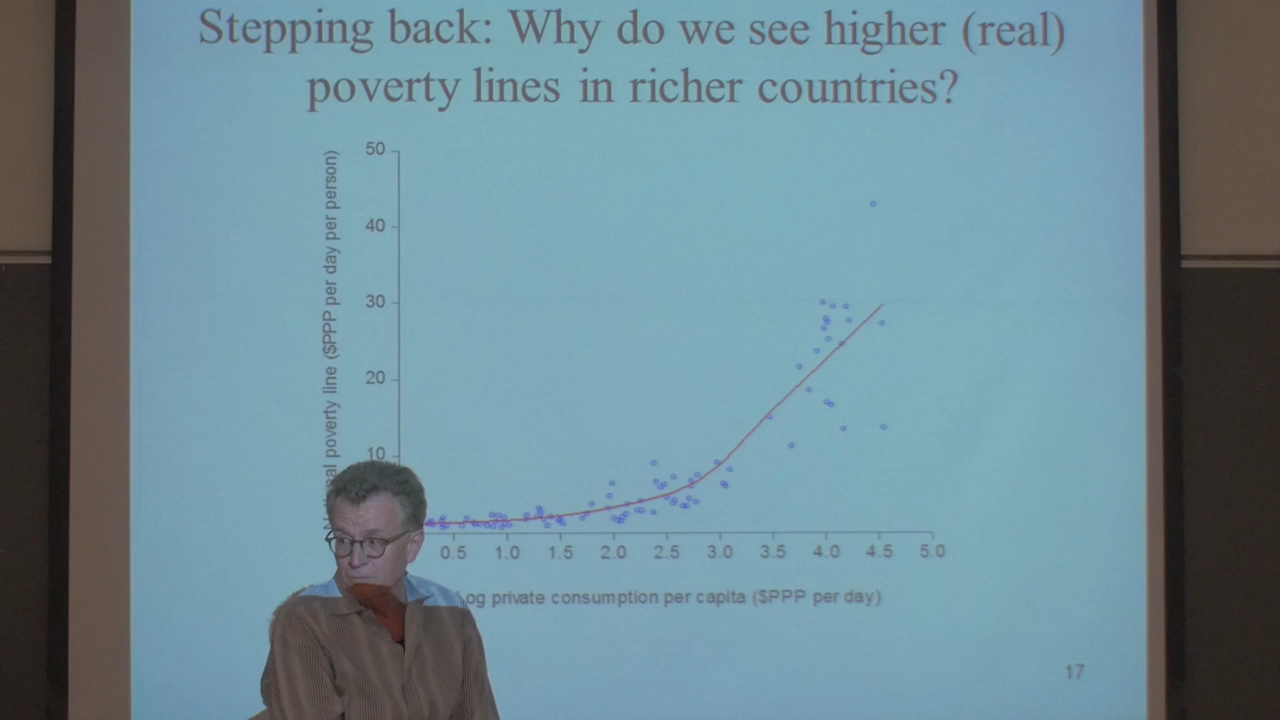 Stepping back: Why do we see higher (real)
poverty lines in richer countries?
50
40
30
20
10
poverty line ($PPP per day per person)
0.5 1.0 1.5 2.0 2.5 3.0 3.5 4.0 4.5 5.0
og private consumption per capita ($PPP per day)
17